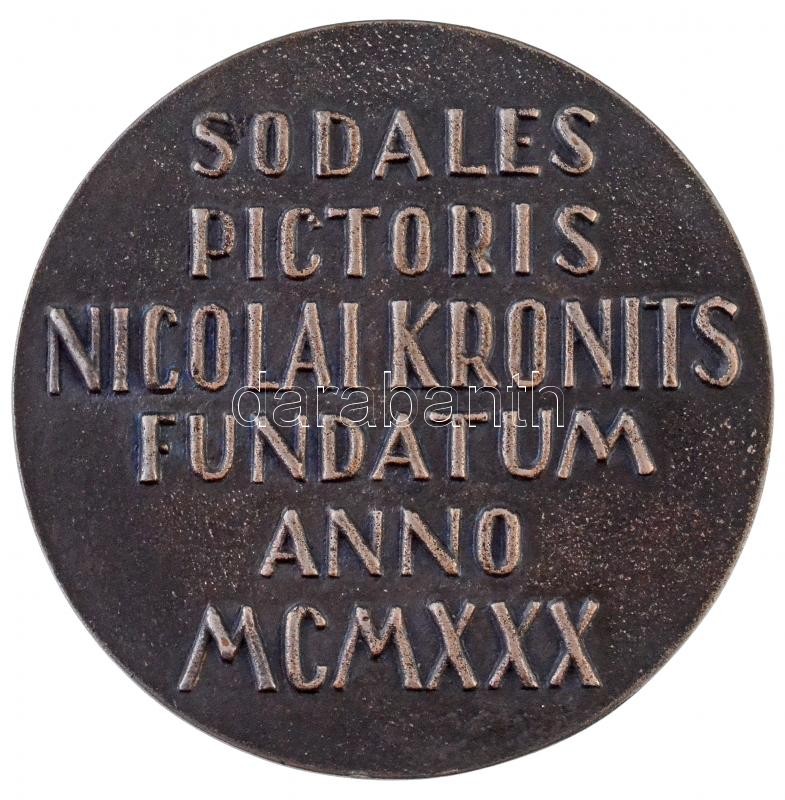 SODALES
PICTORIS
NICOLAI KRONITS
darabanth
FUNDATUM
ANNO
MCMXXX